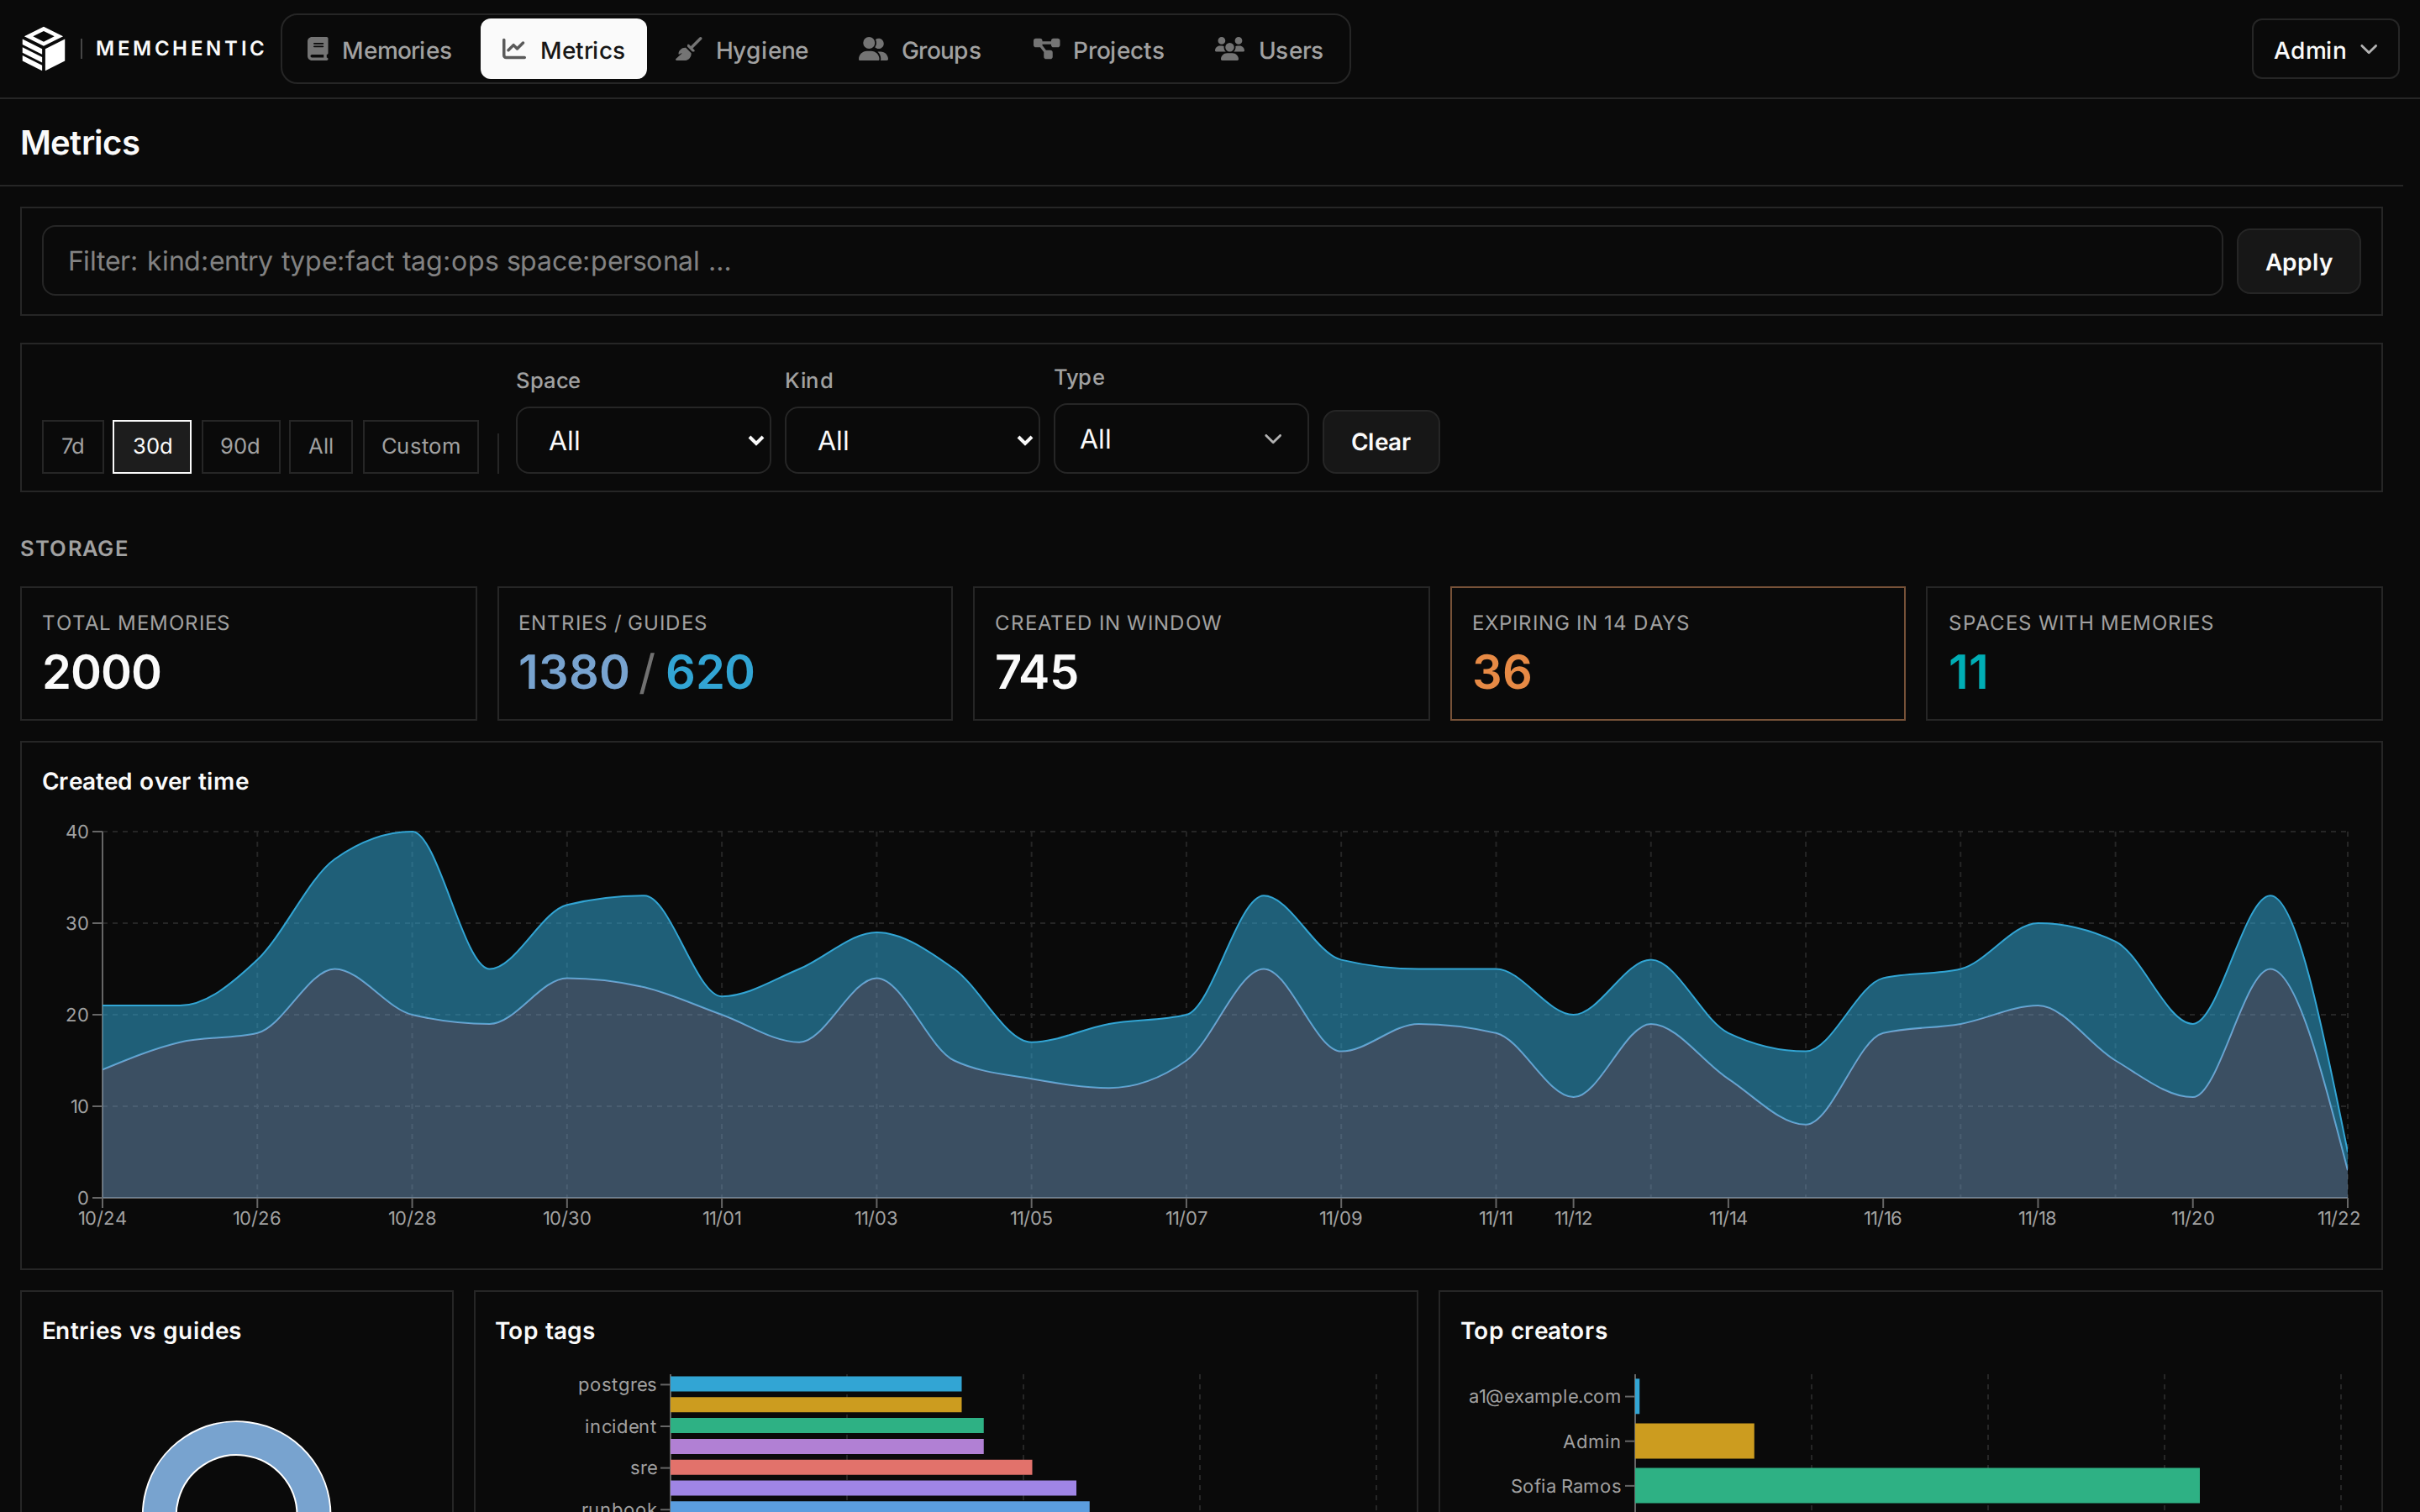 MEMCHENTIC
Memories
Metrics
Hygiene
Groups
Projects
Users
Admin
Metrics
Filter: kind:entry type:fact tag:ops space:personal ...
Apply
Space
Kind
Type
7d
30d
90d
All
Custom
All
All
All
Clear
STORAGE
TOTAL MEMORIES
2000
ENTRIES / GUIDES
1380 / 620
CREATED IN WINDOW
745
EXPIRING IN 14 DAYS
36
SPACES WITH MEMORIES
11
Created over time
40
30
20
10
0
10/24
10/26
10/28
10/30
11/01
11/03
11/05
11/07
11/09
11/11
11/12
11/14
11/16
11/18
11/20
11/22
Entries vs guides
Top tags
postgres
incident
sre
runbook
Top creators
a1@example.com
Admin
Sofia Ramos